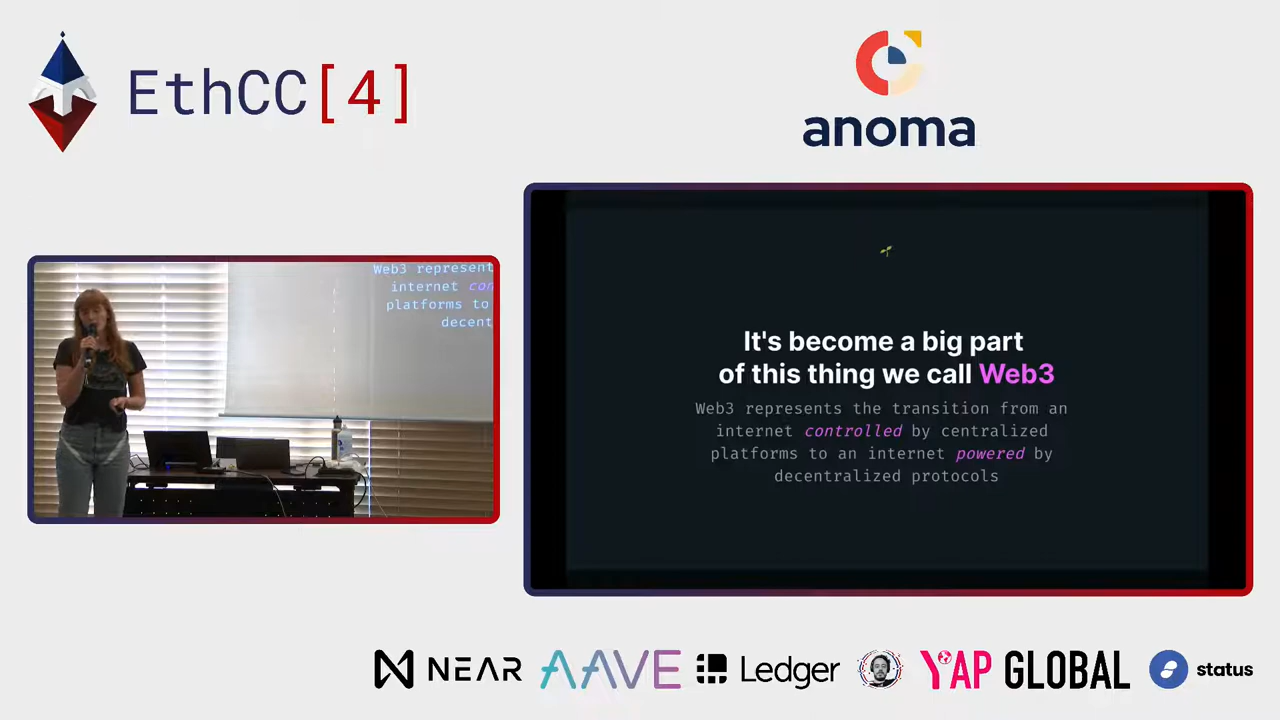 EthCC[4]
anoma
Web3 represent
internet con
platforms to
decent
It's become a big part
of this thing we call Web3
Web3 represents the transition from an
internet controlled by centralized
platforms to an internet powered by
decentralized protocols
NEAR
AAVE
Ledger
YAP GLOBAL
status